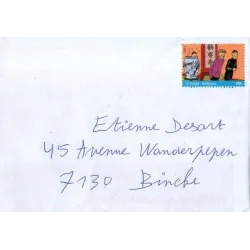 Etienne Desart
45 Avenue Wanderpepen
7130 Binche